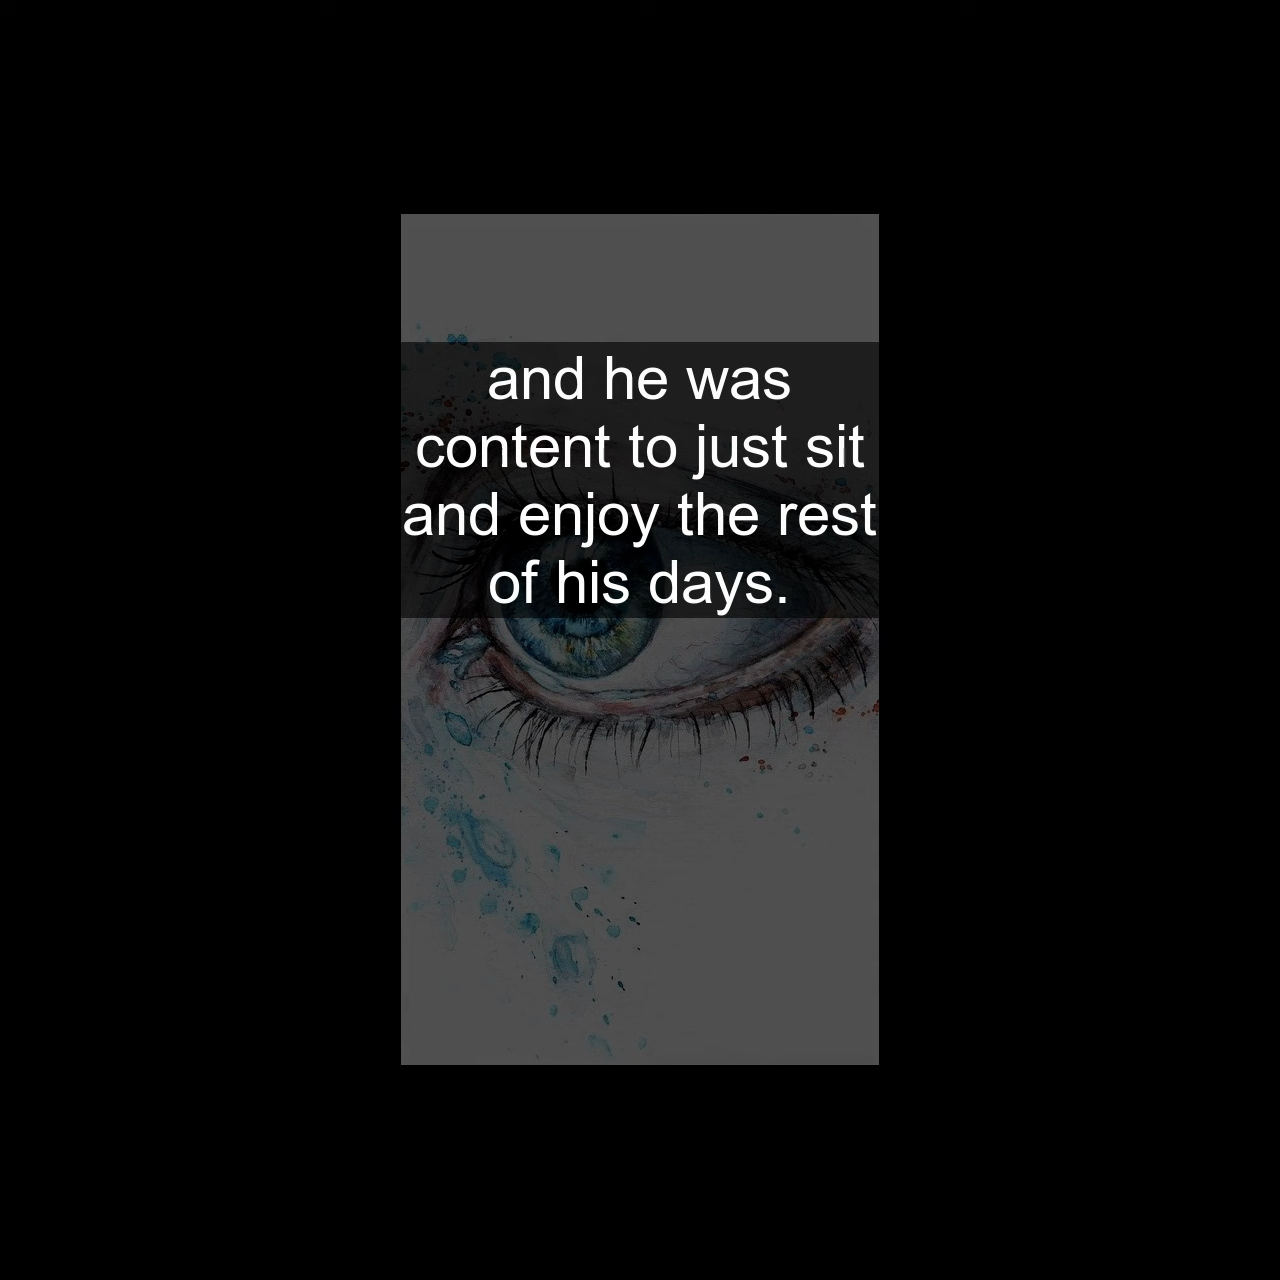 and he was
content to just sit
and enjoy the rest
of his days.